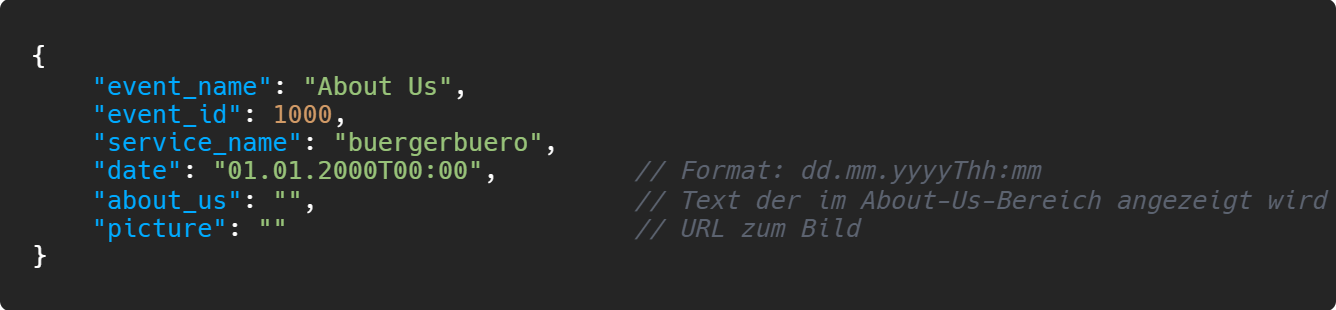 {
"event_name": "About Us",
"event_id": 1000,
"service_name": "buergerbuero",
"date": "01.01.2000T00:00", // Format: dd.mm.yyyyThh:mm
"about_us": "", // Text der im About-Us-Bereich angezeigt wird
"picture": "" // URL zum Bild
}